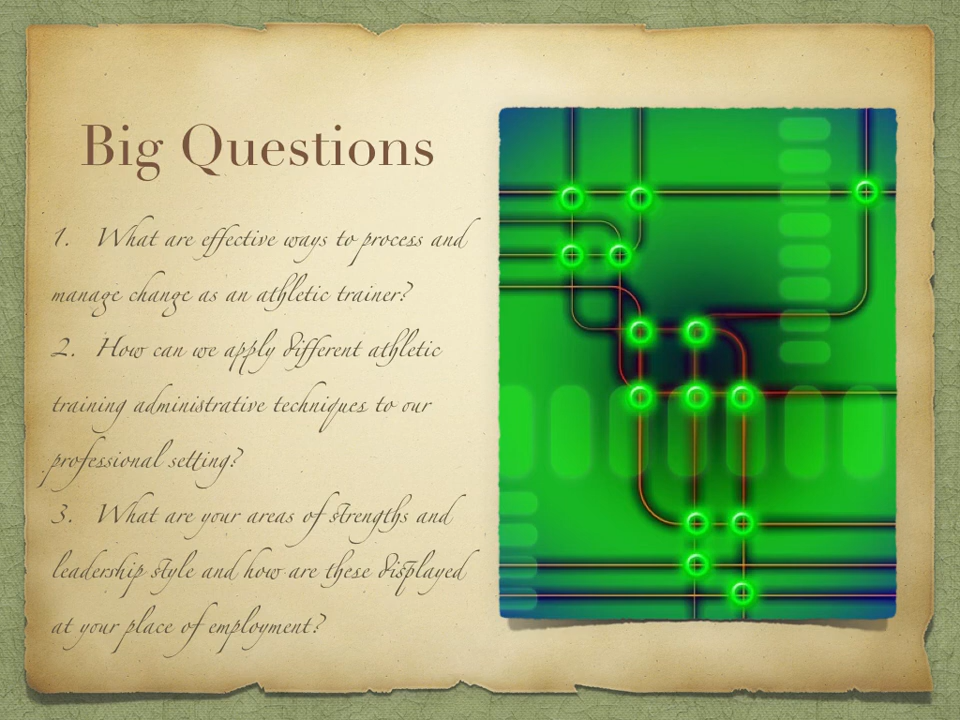 Big Questions
1. What are effective ways to process and
manage change as an athletic trainer?
2. How can we apply different athletic
training administrative techniques to our
professional setting?
3. What are your areas of strengths and
leadership style and how are these displayed
at your place of employment?